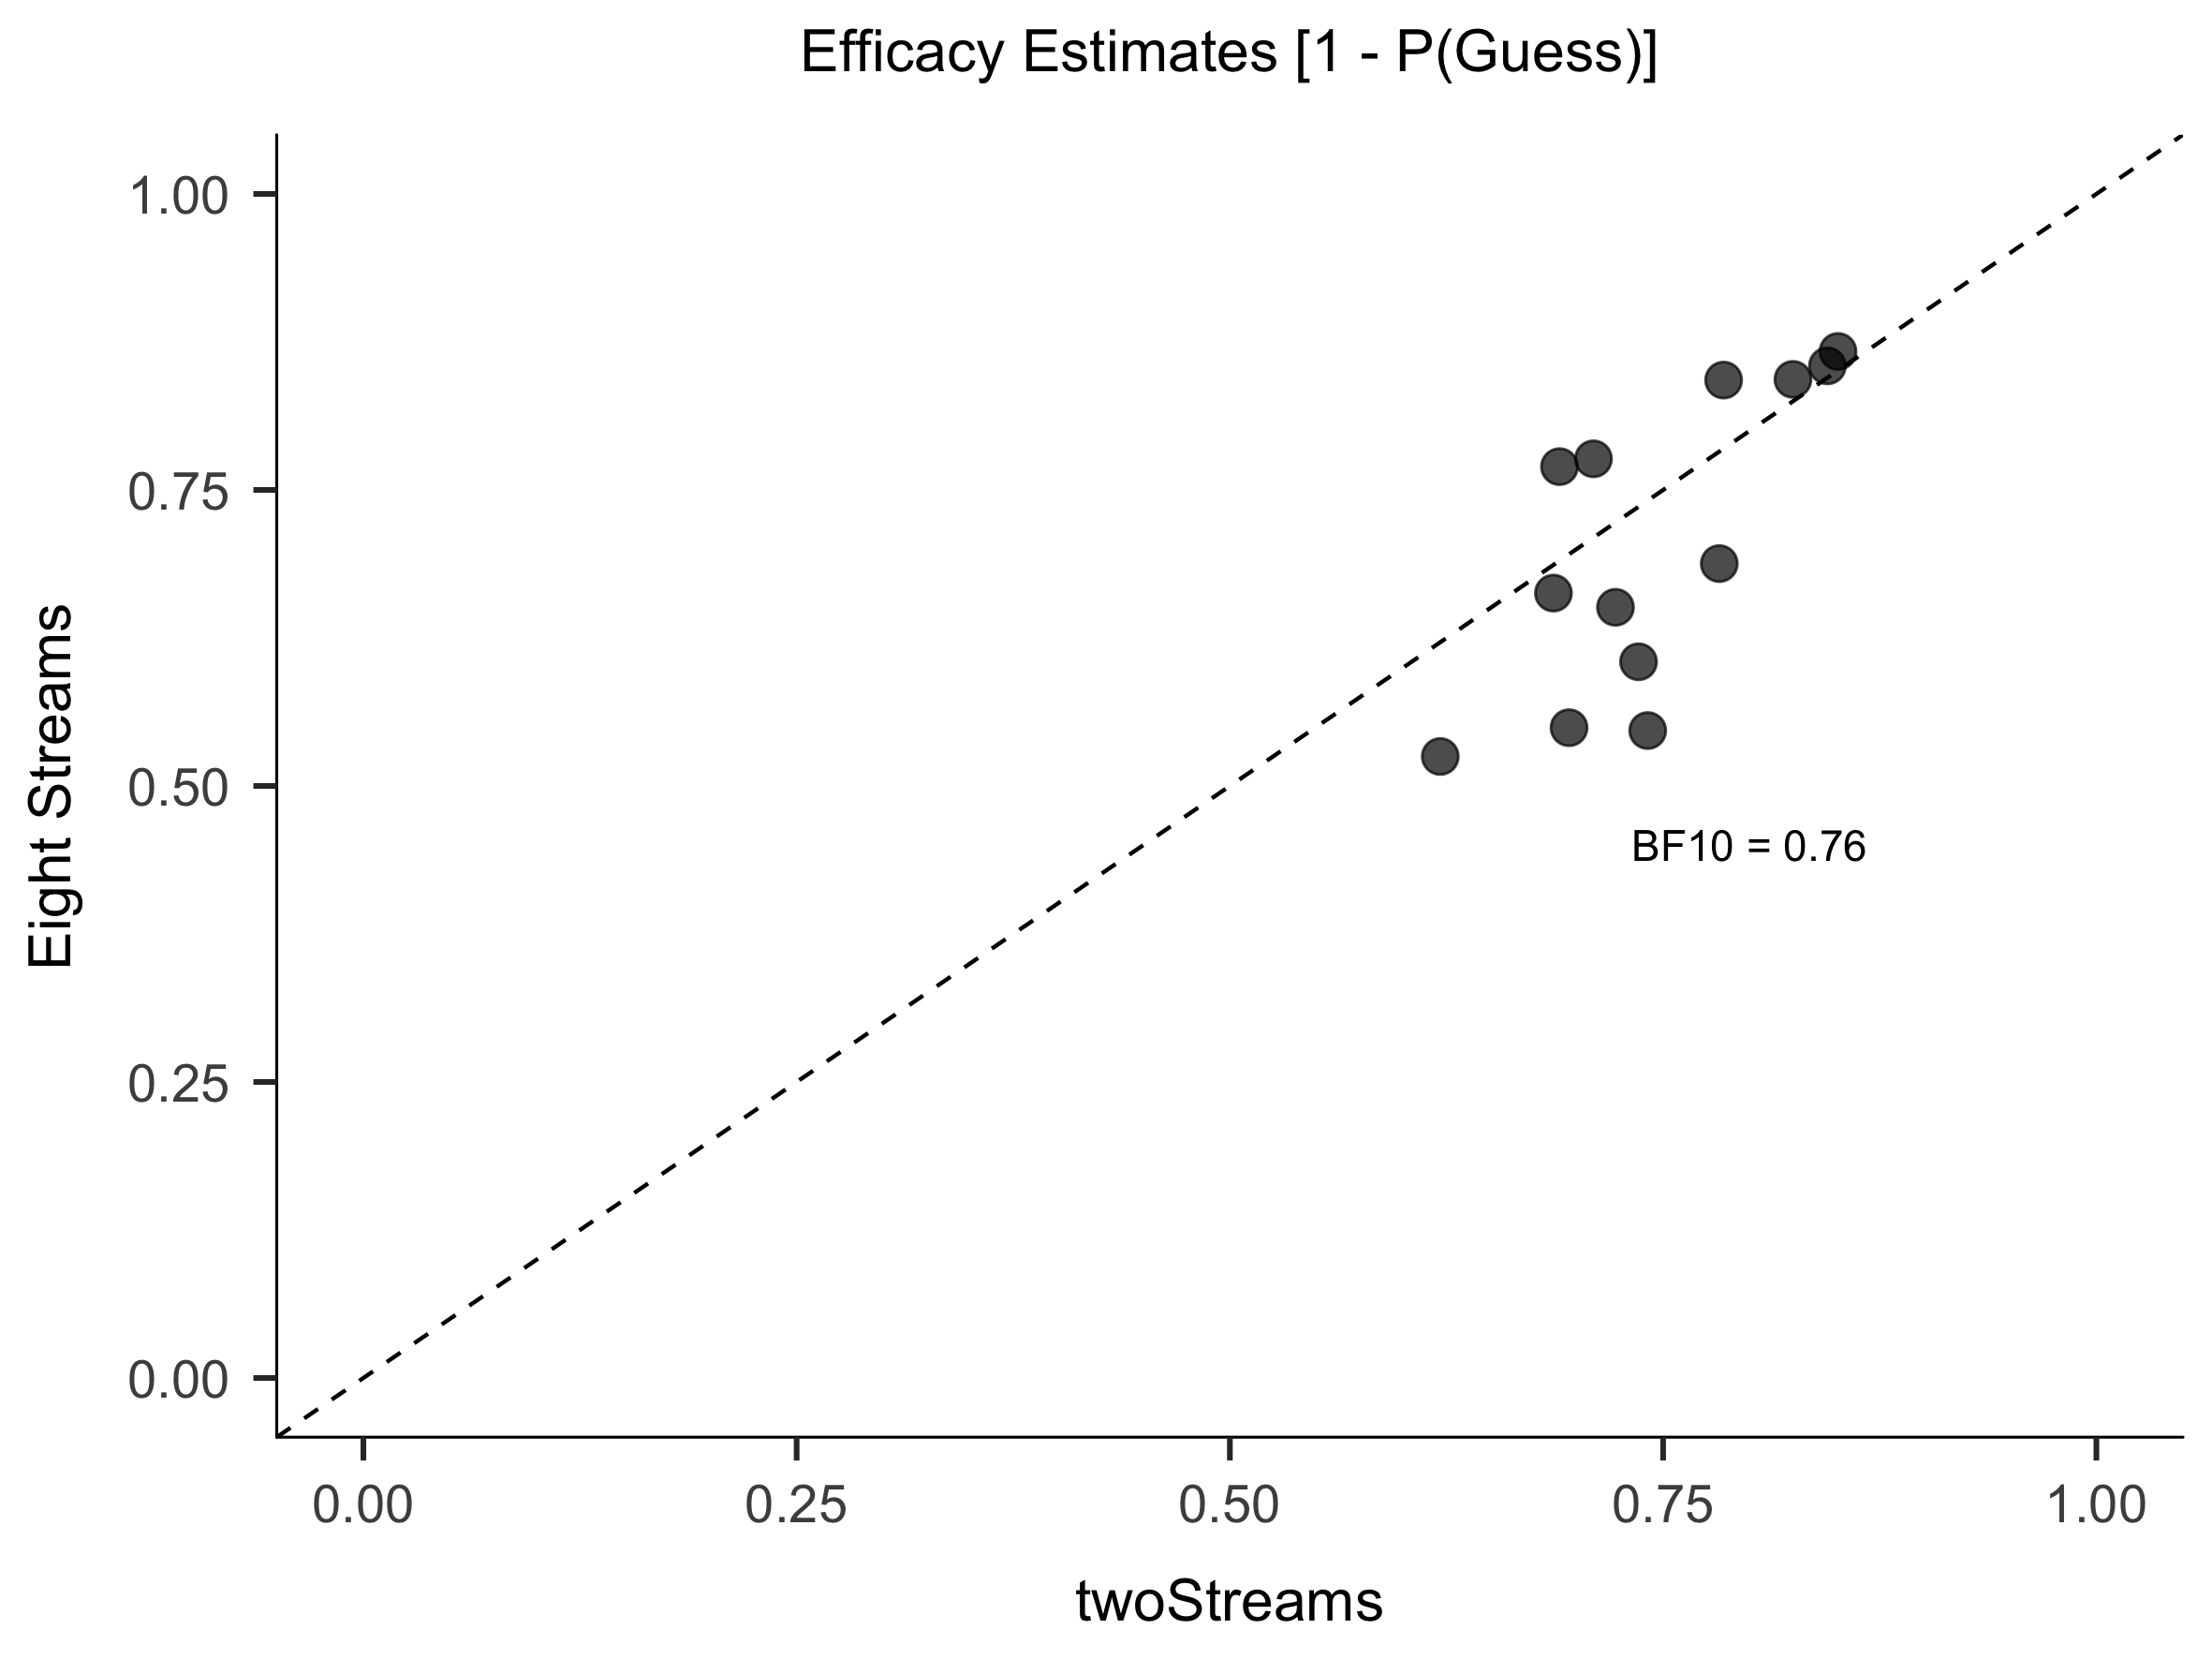 Efficacy Estimates [1 - P(Guess)]
1.00
0.75
0.50
0.25
0.00
Eight Streams
BF10 = 0.76
0.00 0.25 0.50 0.75 1.00
twoStreams